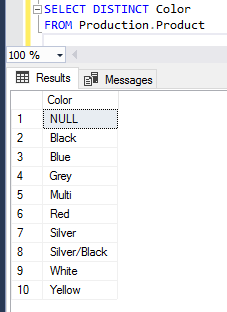 SELECT DISTINCT Color
FROM Production.Product
100 %
Results Messages
Color
1 NULL
2 Black
3 Blue
4 Grey
5 Multi
6 Red
7 Silver
8 Silver/Black
9 White
10 Yellow